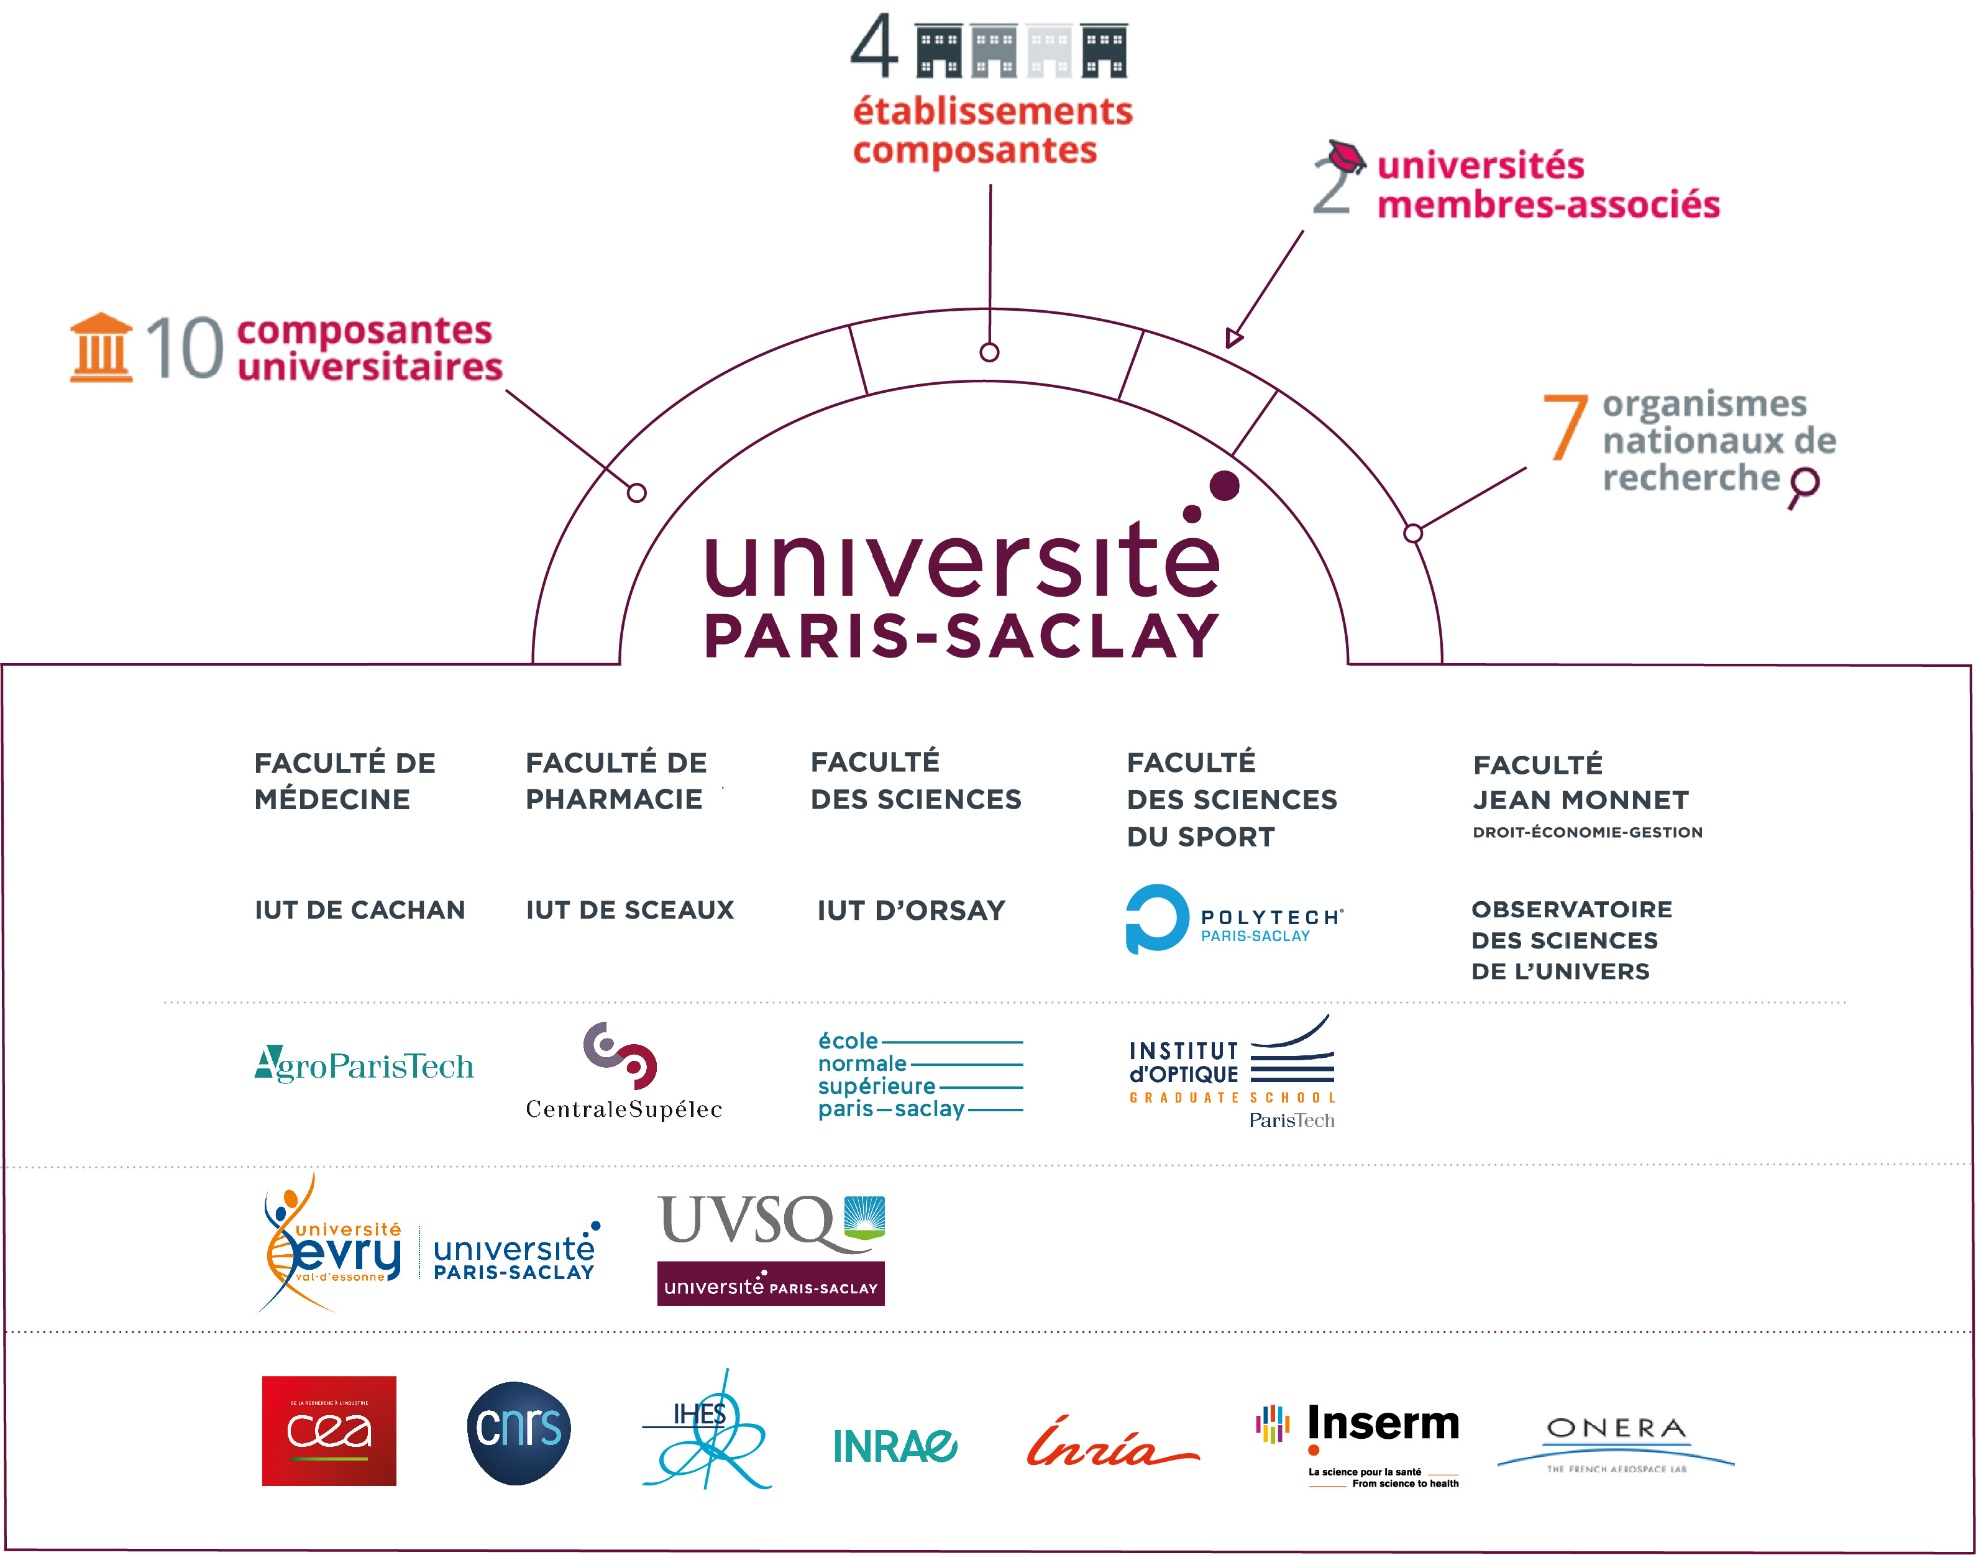 4
établissements
composantes
2 universités
membres-associés
10 composantes
universitaires
7 organismes
nationaux de
recherche
université
PARIS-SACLAY
FACULTÉ DE
MÉDECINE
FACULTÉ DE
PHARMACIE
FACULTÉ
DES SCIENCES
FACULTÉ
DES SCIENCES
DU SPORT
FACULTÉ
JEAN MONNET
DROIT-ÉCONOMIE-GESTION
IUT DE CACHAN
IUT DE SCEAUX
IUT D'ORSAY
POLYTECH®
PARIS-SACLAY
OBSERVATOIRE
DES SCIENCES
DE L'UNIVERS
AgroParisTech
CentraleSupélec
école
normale
supérieure
paris-saclay
INSTITUT
d'OPTIQUE
GRADUATE SCHOOL
ParisTech
université
evry
val-d'essonne
université
PARIS-SACLAY
UVSQ
université PARIS-SACLAY
DE LA RECHERCHE À L'INDUSTRIE
cea
cnrs
IHES
INRAE
Inria
Inserm
La science pour la santé
From science to health
ONERA
THE FRENCH AEROSPACE LAB